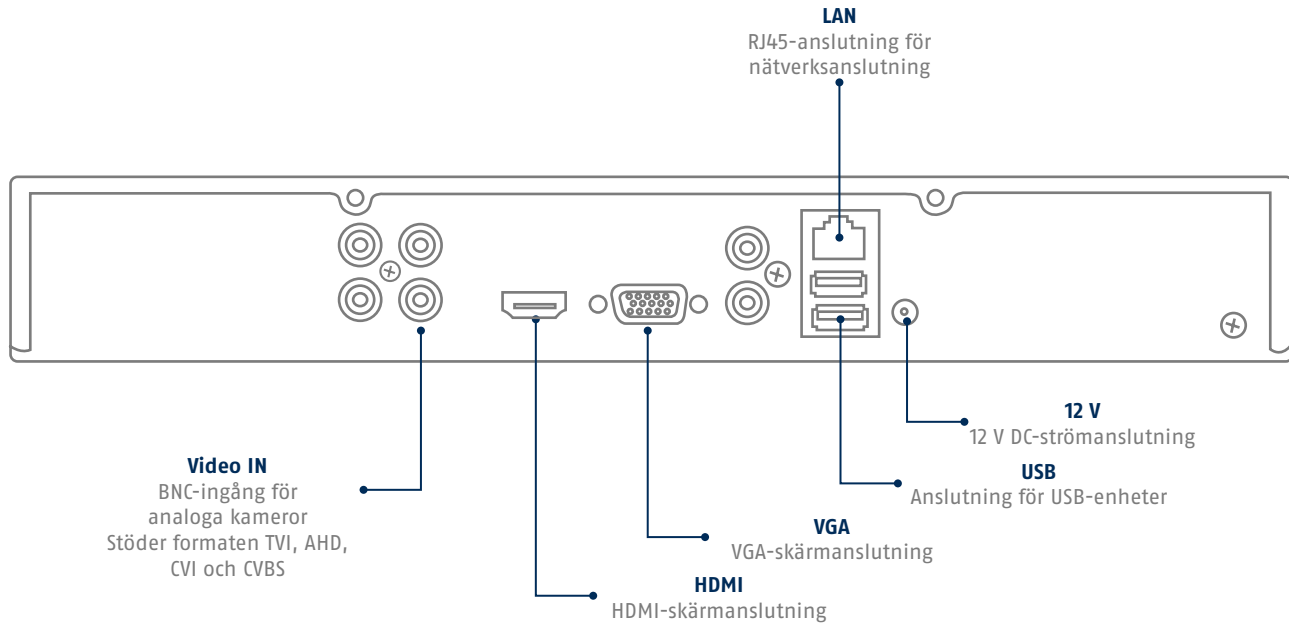 LAN
RJ45-anslutning för
nätverksanslutning
12 V
12 V DC-strömanslutning
Video IN
BNC-ingång för
analoga kameror
Stöder formaten TVI, AHD,
CVI och CVBS
USB
Anslutning för USB-enheter
VGA
VGA-skärmanslutning
HDMI
HDMI-skärmanslutning